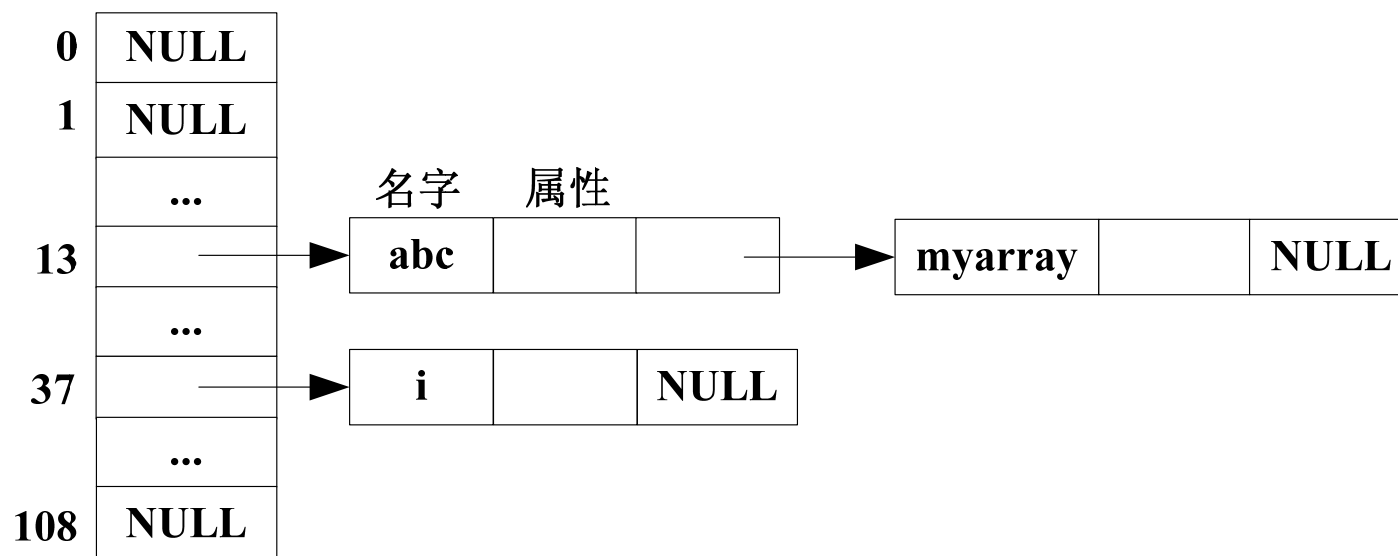 0 NULL
1 NULL
...
名字 属性
13 abc myarray NULL
...
37 i NULL
...
108 NULL